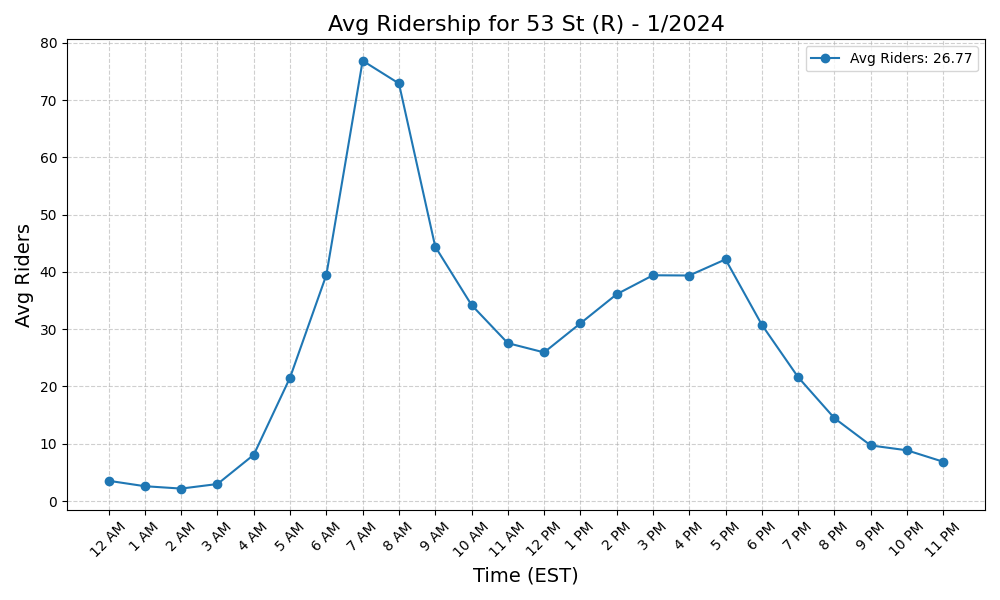 Avg Ridership for 53 St (R) - 1/2024
Avg Riders: 26.77
Avg Riders
80
70
60
50
40
30
20
10
0
12 AM
1 AM
2 AM
3 AM
4 AM
5 AM
6 AM
7 AM
8 AM
9 AM
10 AM
11 AM
12 PM
1 PM
2 PM
3 PM
4 PM
5 PM
6 PM
7 PM
8 PM
9 PM
10 PM
11 PM
Time (EST)